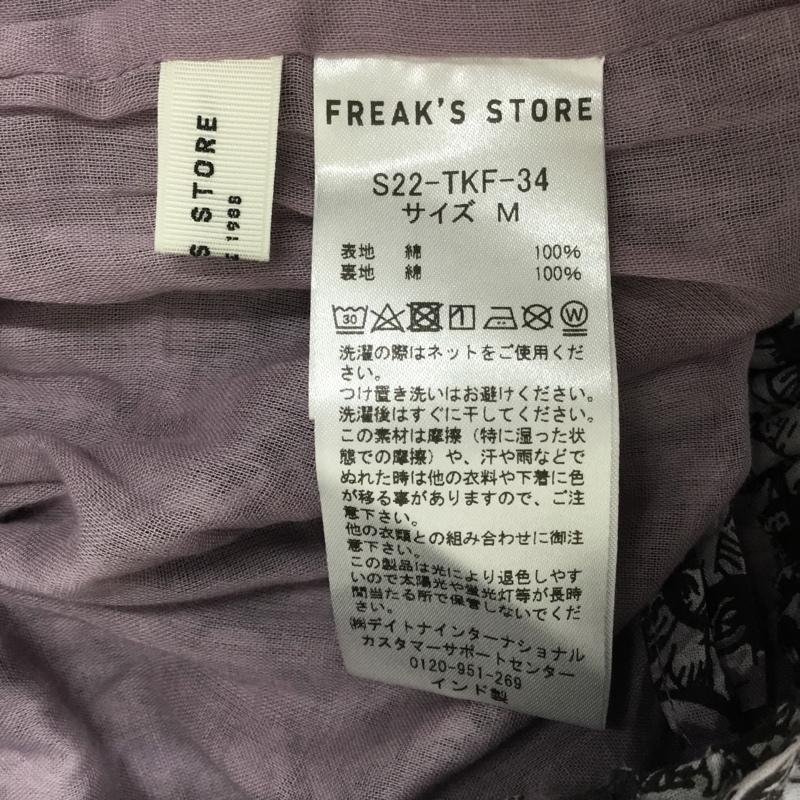 S STORE
1988
FREAK'S STORE
S22-TKF-34
サイズ M
表地 綿 100%
裏地 綿 100%
30
W
洗濯の際はネットをご使用くだ
さい。
つけ置き洗いはお避けください。
洗濯後はすぐに干してください。
この素材は摩擦(特に湿った状
態での摩擦)や、汗や雨などで
ぬれた時は他の衣料や下着に色
が移る事がありますので、ご注
意下さい。
他の衣類との組み合わせに御注
意下さい。
この製品は光により退色しやす
いので太陽光や蛍光灯等が長時
間当たる所で保管しないでくだ
さい。
㈱デイトナインターナショナル
カスタマーサポートセンター
0120-951-269
インド製